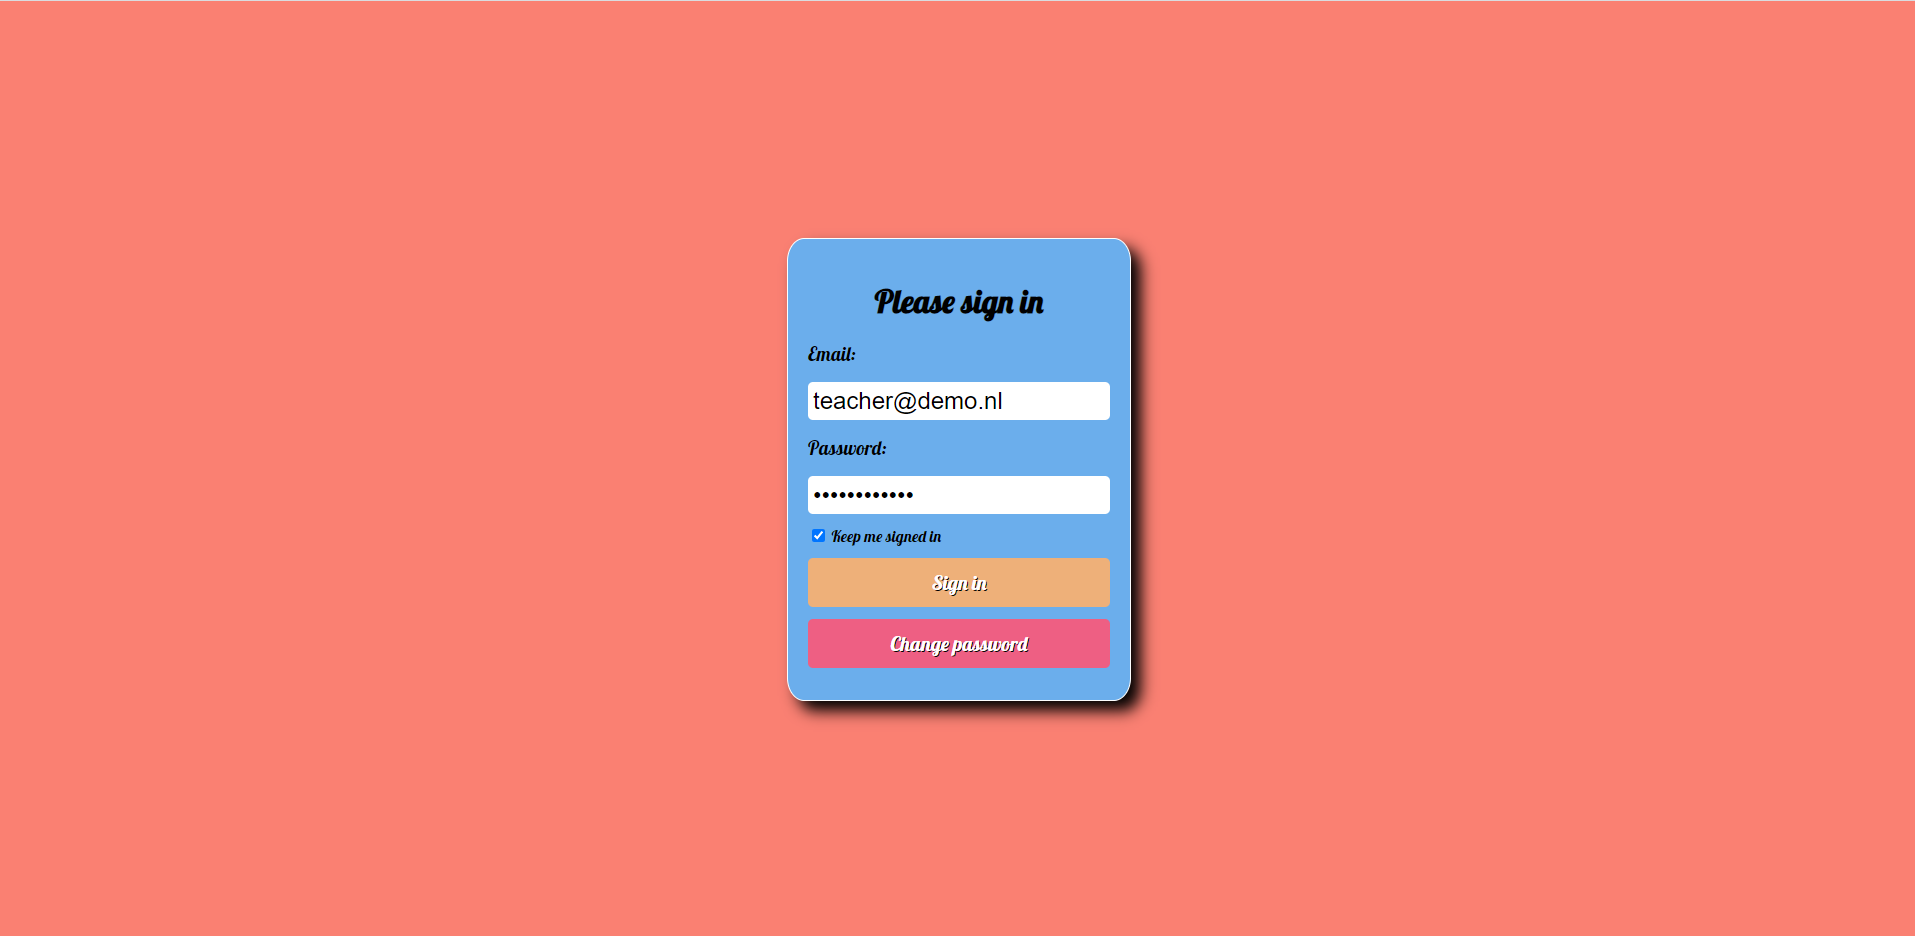 Please sign in
Email:
teacher@demo.nl
Password:
••••••••••••
Keep me signed in
Sign in
Change password